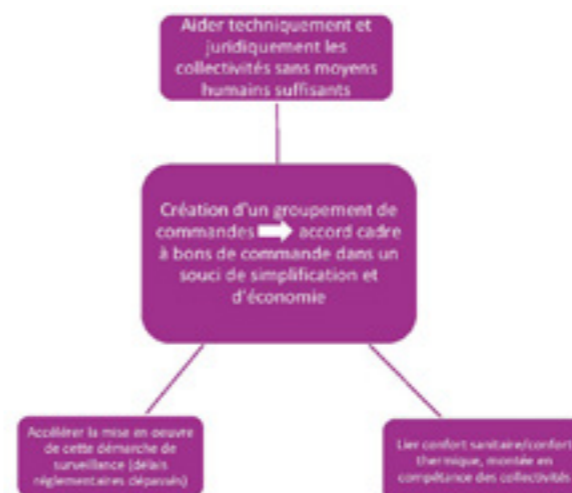 Aider techniquement et
juridiquement les
collectivités sans moyens
humains suffisants
Création d'un groupement de
commandes accord cadre
à bons de commande dans un
souci de simplification et
d'économie
Accélérer la mise en oeuvre
de cette démarche de
surveillance (délais
réglementaires dépassés)
Lier confort sanitaire/confort
thermique, montée en
compétence des collectivités